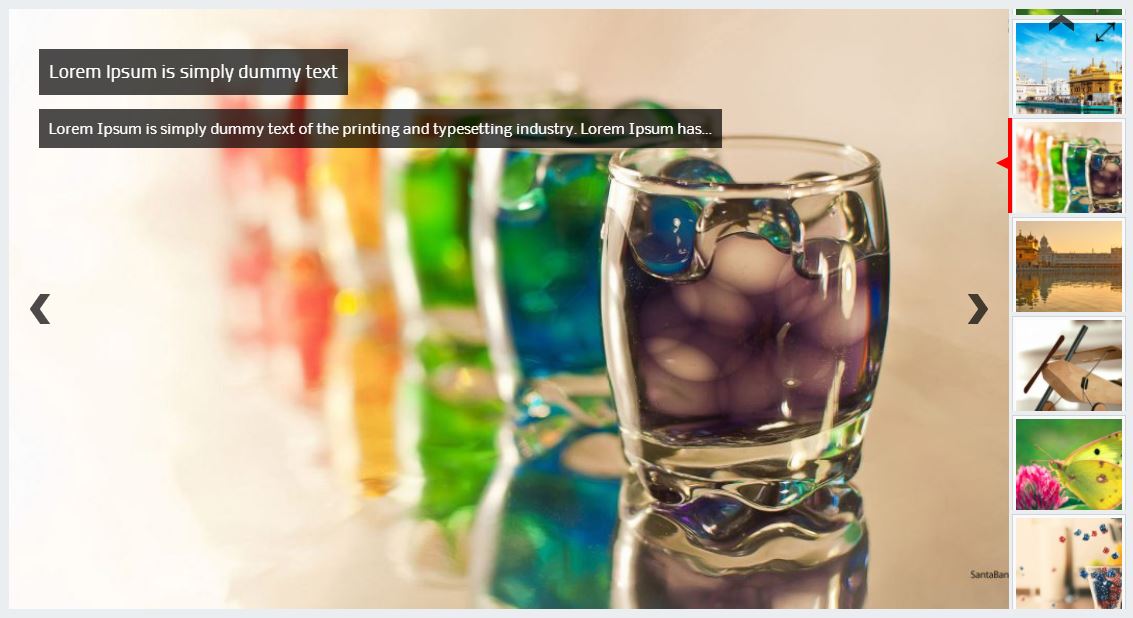 Lorem Ipsum is simply dummy text
Lorem Ipsum is simply dummy text of the printing and typesetting industry. Lorem Ipsum has...
SantaBan